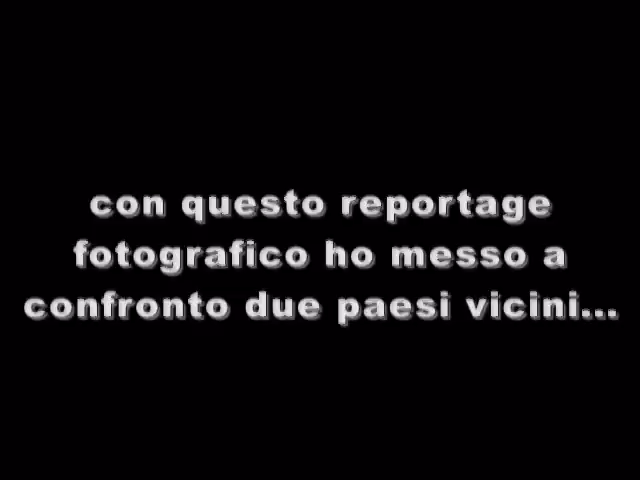 con questo reportage
fotografico ho messo a
confronto due paesi vicini...